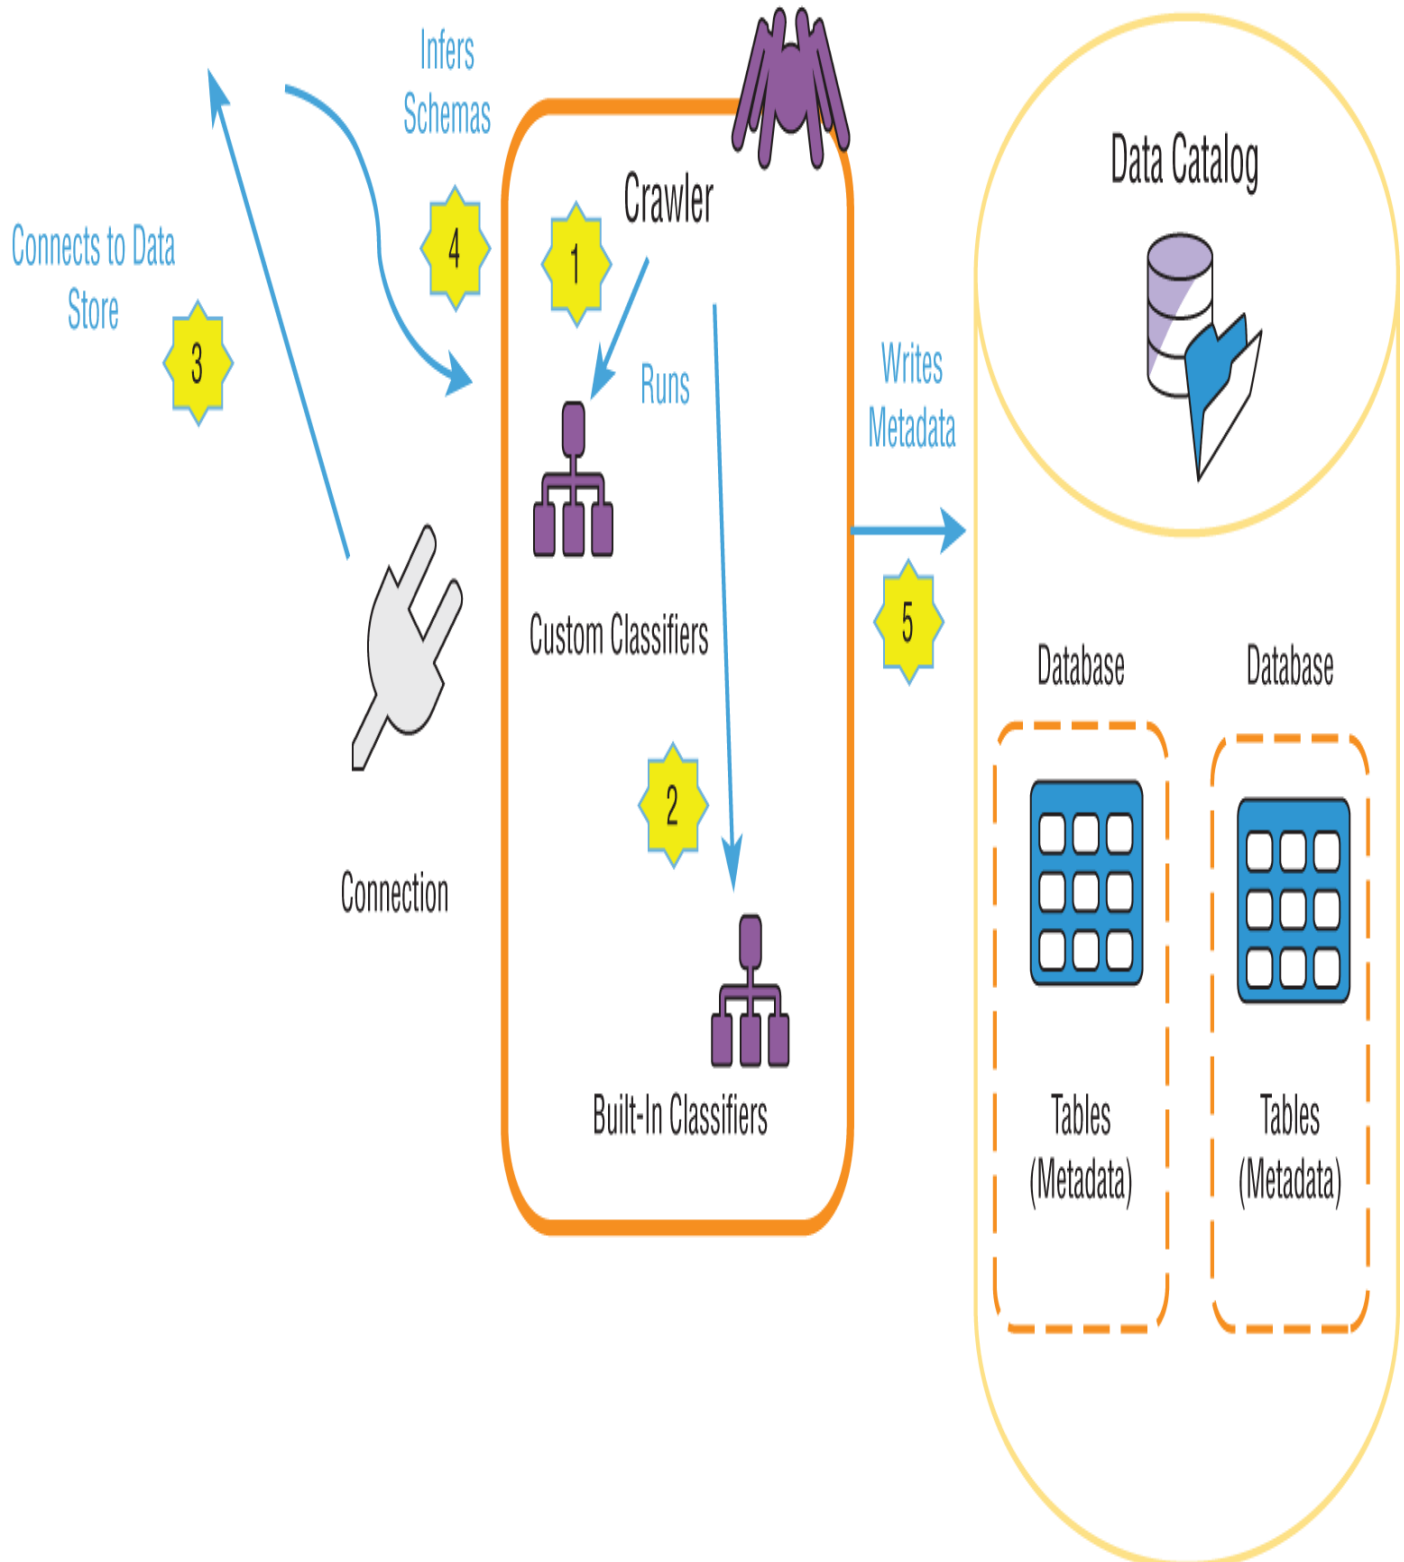 Infers
Schemas
4
Connects to Data
Store
3
Connection
Crawler
1
Runs
Custom Classifiers
2
Built-In Classifiers
Writes
Metadata
5
Data Catalog
Database
Tables
(Metadata)
Database
Tables
(Metadata)